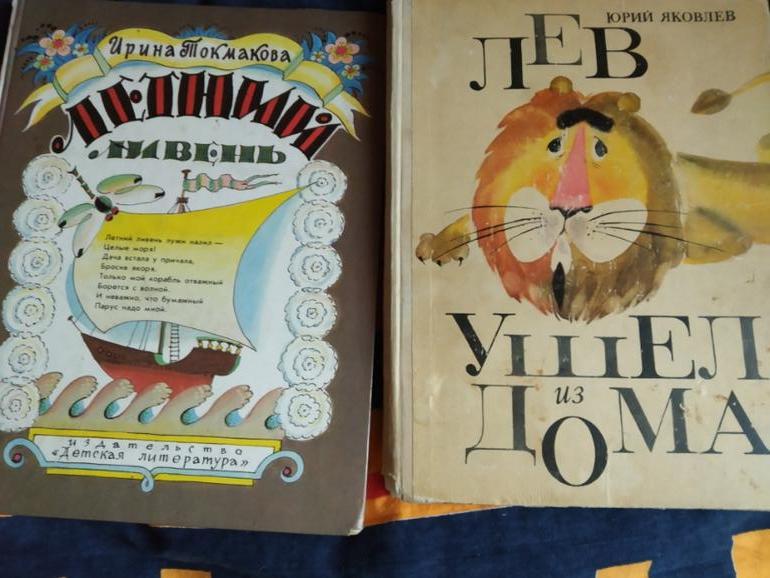 Ирина Токмакова
ЛЕТНИЙ
ЛИВЕНЬ
Летний ливень лужи налил —
Целые моря!
Дача встала у причала,
Бросив якоря.
Только мой корабль отважный
Борется с волной.
И неважно, что бумажный
Парус надо мной.
издательство
«Детская литература»
ЮРИЙ ЯКОВЛЕВ
ЛЕВ
УШЕЛ
ИЗ
ДОМА